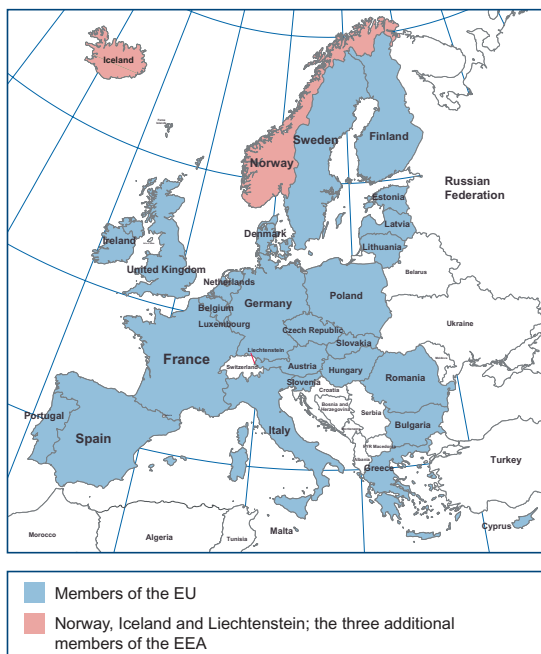 Iceland
Sweden
Finland
Norway
Russian
Federation
Estonia
Latvia
Lithuania
Denmark
Ireland
United Kingdom
Belarus
Netherlands
Belgium
Luxembourg
Germany
Poland
Ukraine
Czech Republic
Slovakia
Liechtenstein
France
Switzerland
Austria
Hungary
Slovenia
Romania
Croatia
Bosnia and
Herzegovina
Serbia
Portugal
Spain
Italy
Bulgaria
FYR Macedonia
Albania
Greece
Turkey
Malta
Cyprus
Morocco
Algeria
Tunisia
Members of the EU
Norway, Iceland and Liechtenstein; the three additional
members of the EEA